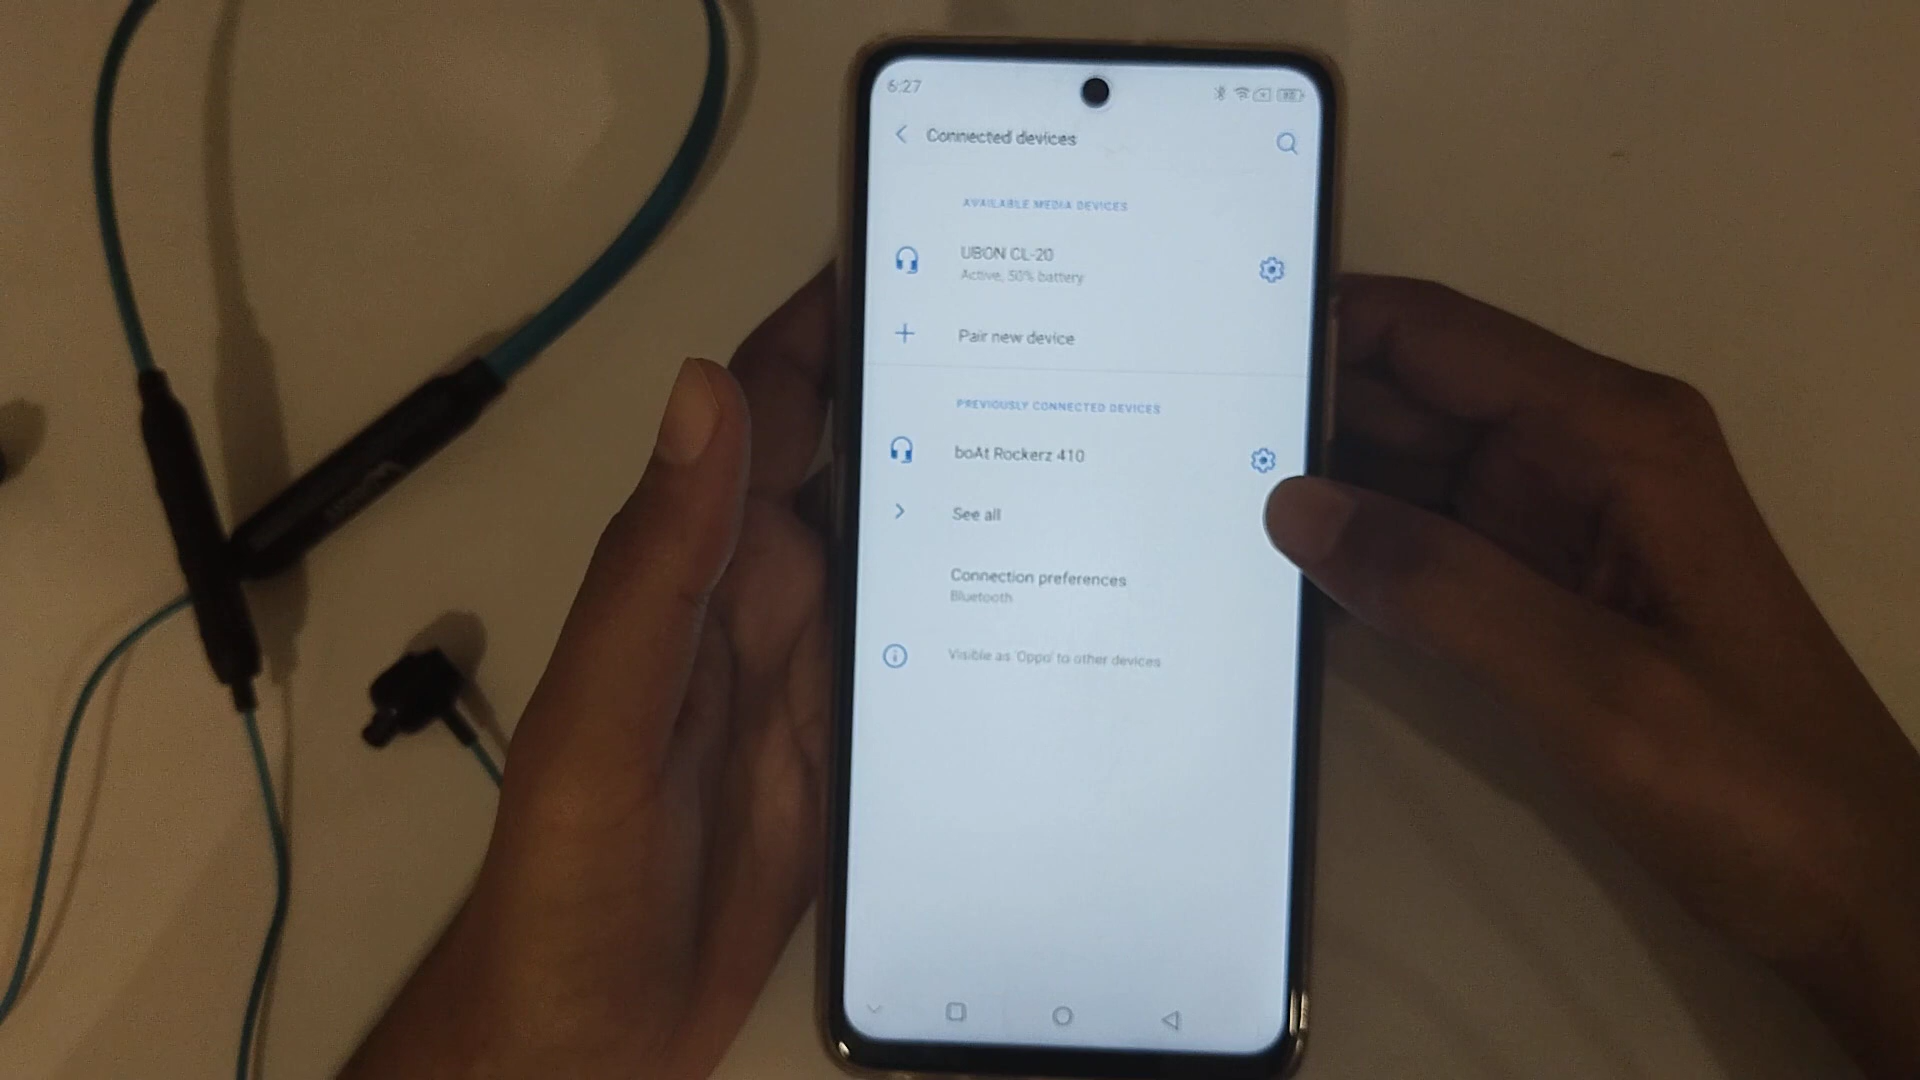 6:27
Connected devices
AVAILABLE MEDIA DEVICES
UBON CL-20
Active, 50% battery
Pair new device
PREVIOUSLY CONNECTED DEVICES
boAt Rockerz 410
See all
Connection preferences
Bluetooth
Visible as 'Oppo' to other devices